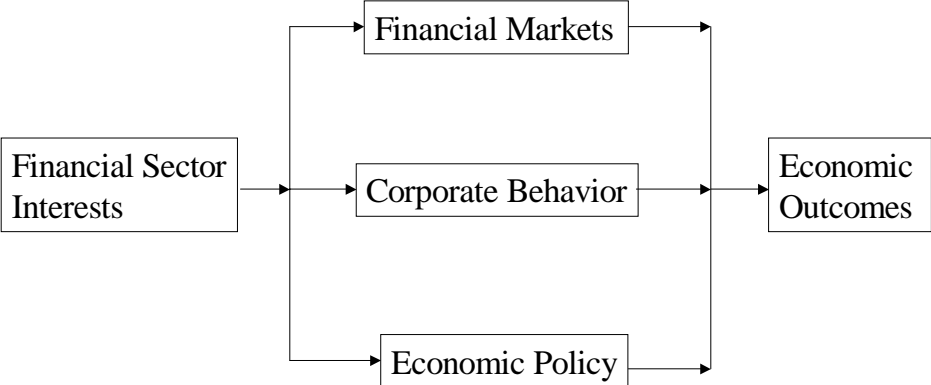 Financial Markets
Financial Sector
Interests
Corporate Behavior
Economic
Outcomes
Economic Policy